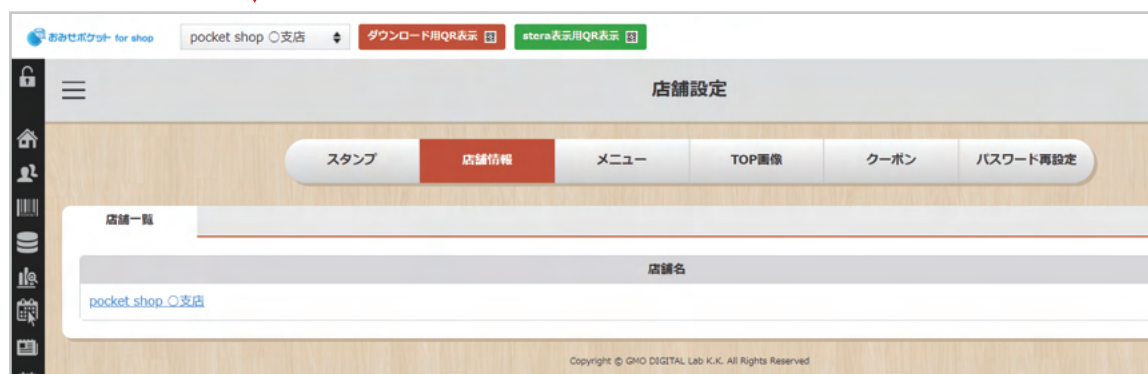 おみせポケット for shop
pocket shop 〇支店
ダウンロード用QR表示
stera表示用QR表示
店舗設定
スタンプ 店舗情報 メニュー TOP画像 クーポン パスワード再設定
店舗一覧
店舗名
pocket shop 〇支店
Copyright © GMO DIGITAL Lab K.K. All Rights Reserved